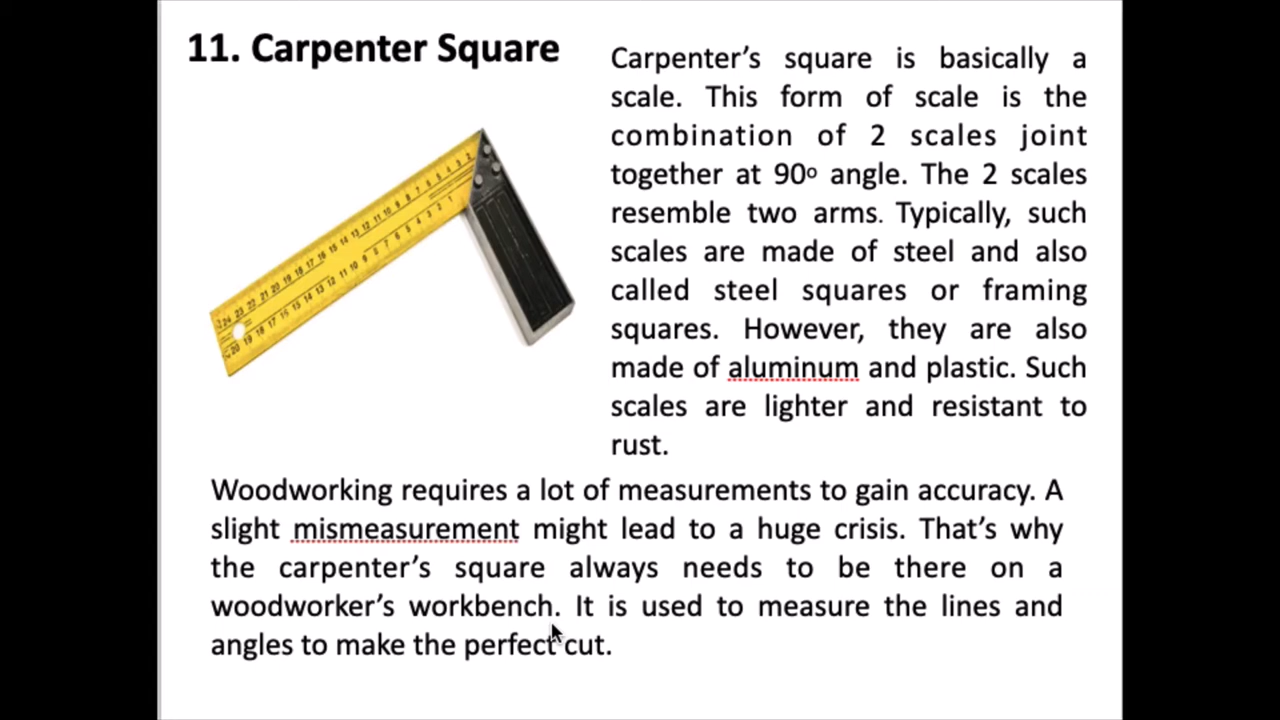 11. Carpenter Square
Carpenter’s square is basically a
scale. This form of scale is the
combination of 2 scales joint
together at 90º angle. The 2 scales
resemble two arms. Typically, such
scales are made of steel and also
called steel squares or framing
squares. However, they are also
made of aluminum and plastic. Such
scales are lighter and resistant to
rust.
Woodworking requires a lot of measurements to gain accuracy. A
slight mismeasurement might lead to a huge crisis. That’s why
the carpenter’s square always needs to be there on a
woodworker’s workbench. It is used to measure the lines and
angles to make the perfect cut.